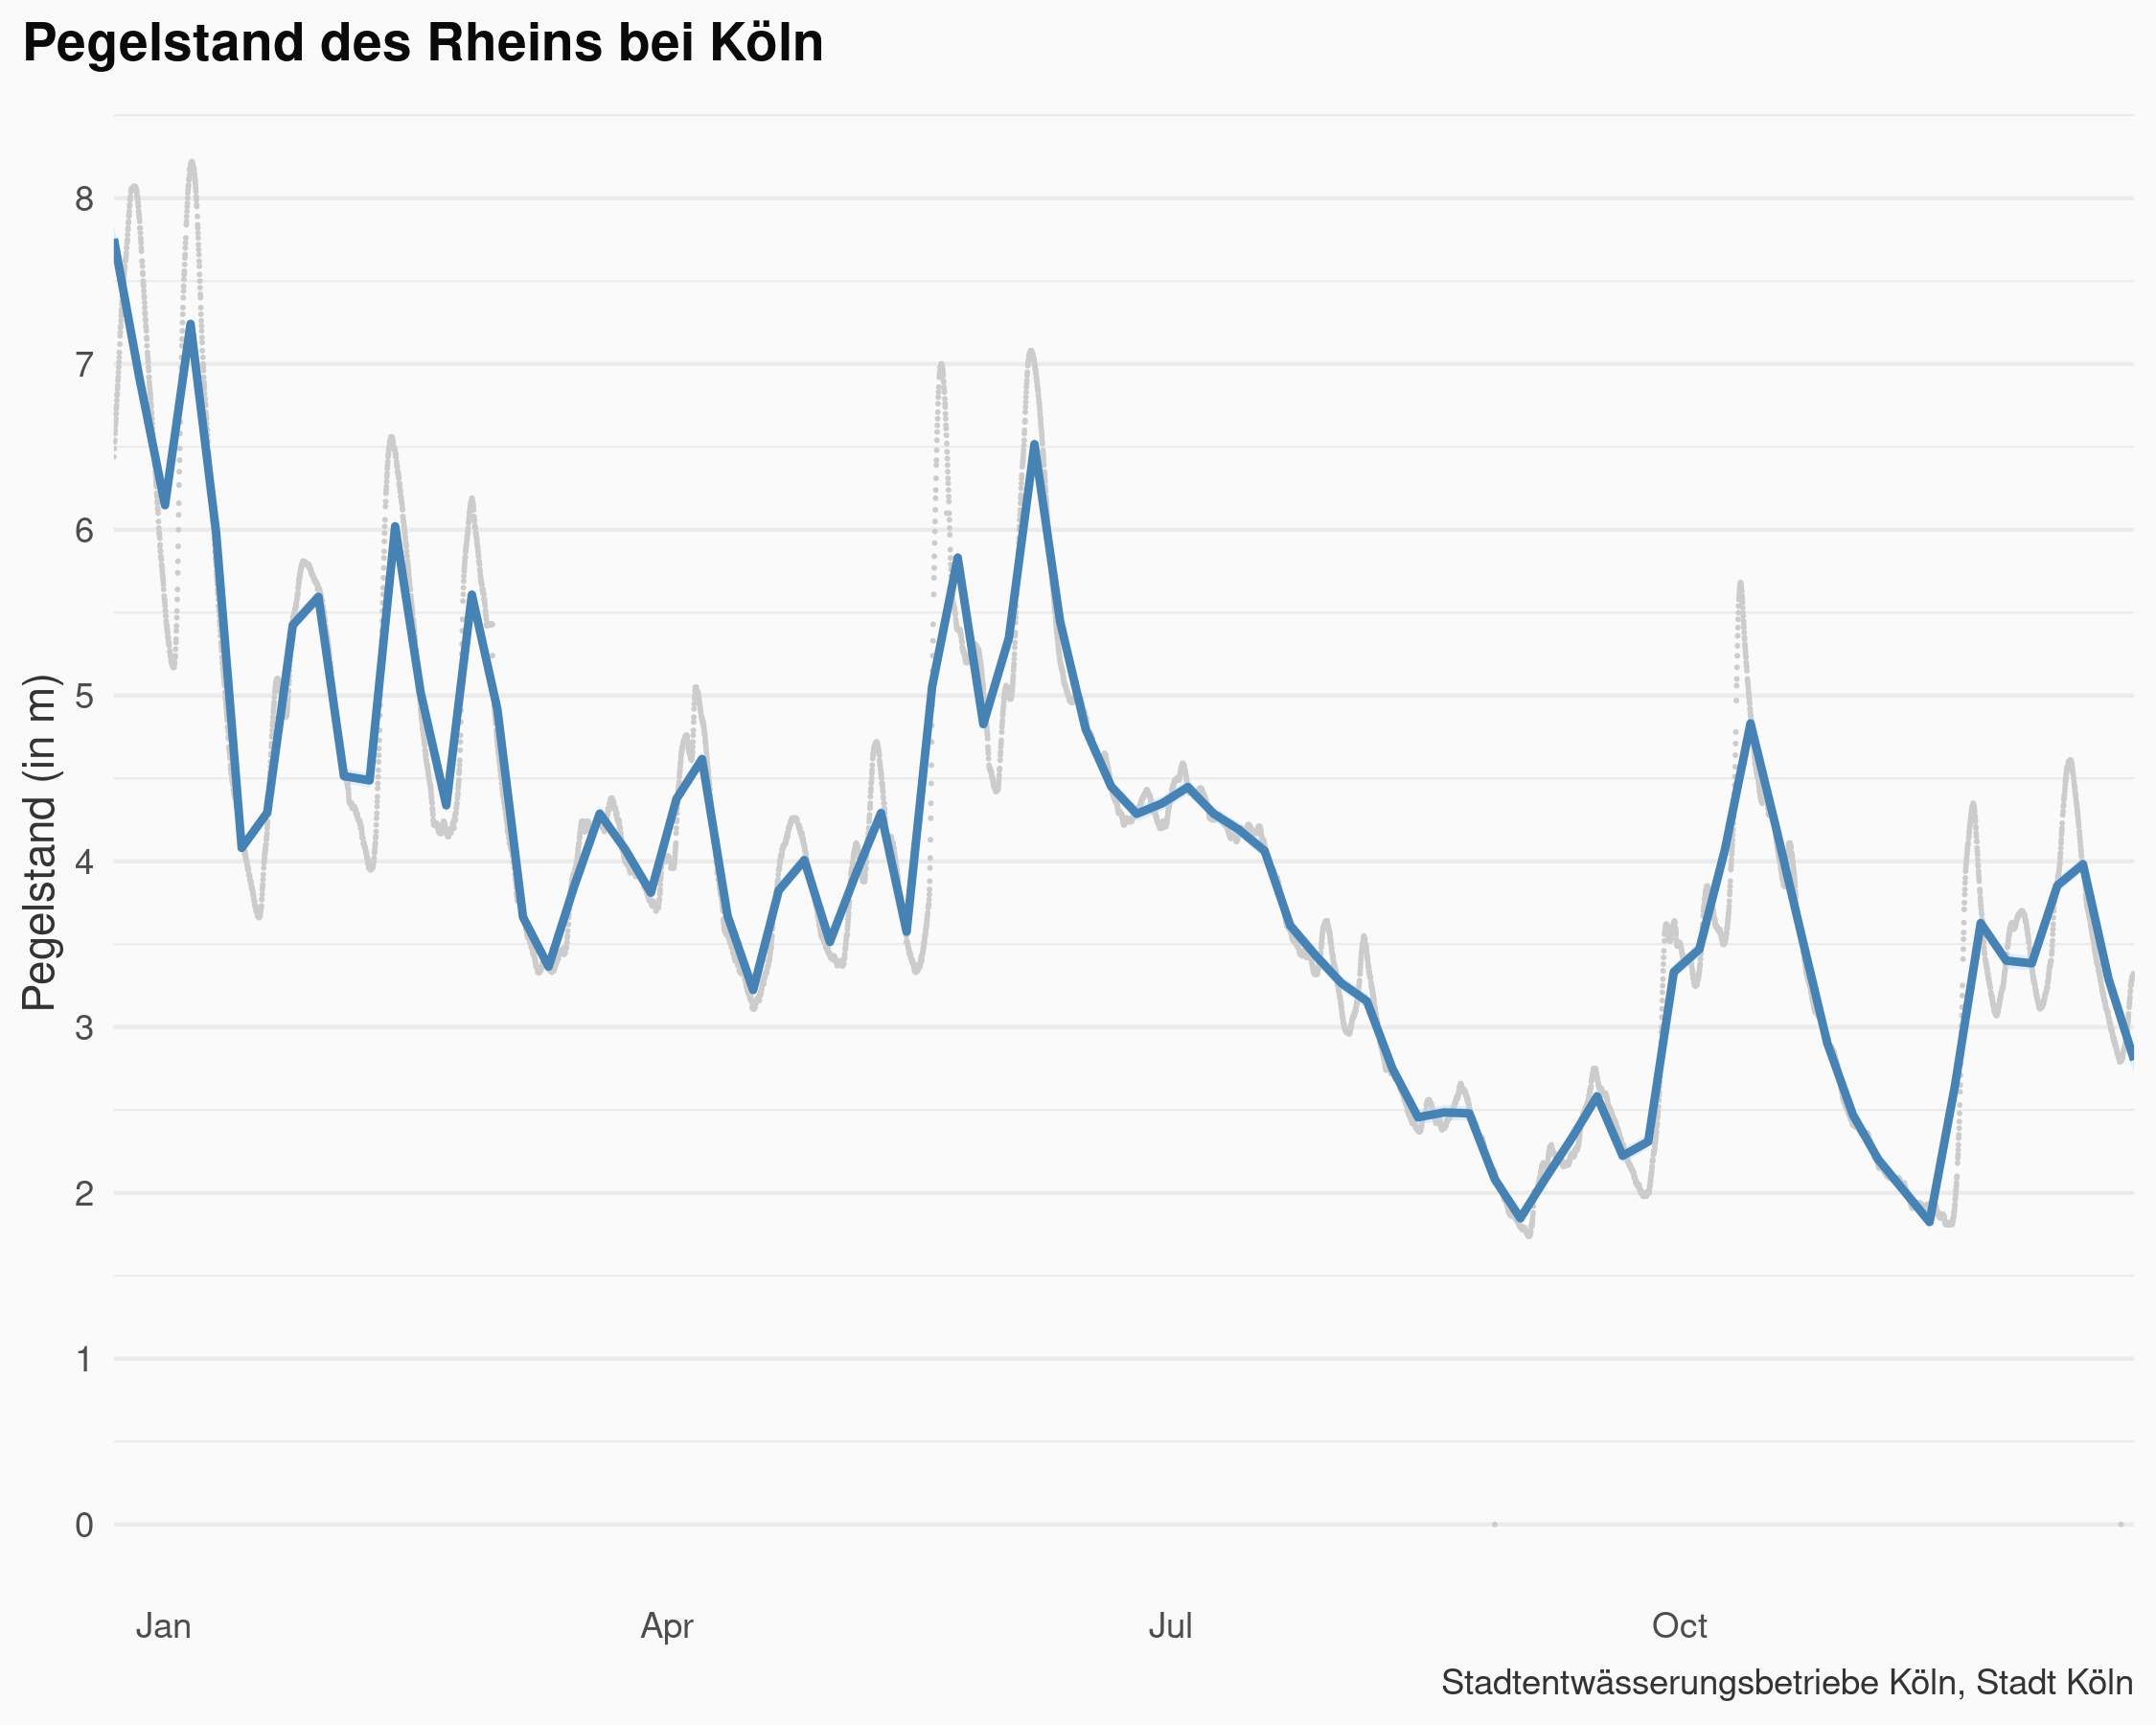 Pegelstand des Rheins bei Köln
Pegelstand (in m)
8
7
6
5
4
3
2
1
0
Jan Apr Jul Oct
Stadtentwässerungsbetriebe Köln, Stadt Köln